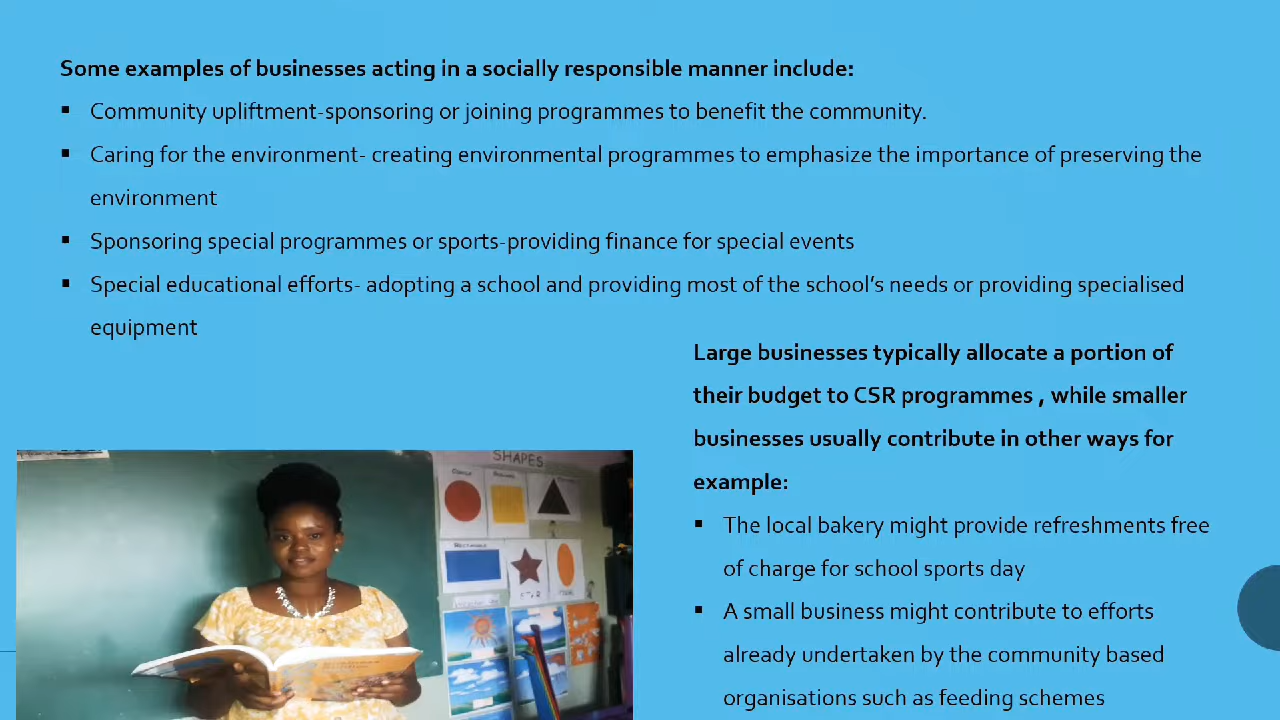 Some examples of businesses acting in a socially responsible manner include:
▪ Community upliftment-sponsoring or joining programmes to benefit the community.
▪ Caring for the environment- creating environmental programmes to emphasize the importance of preserving the
environment
▪ Sponsoring special programmes or sports-providing finance for special events
▪ Special educational efforts- adopting a school and providing most of the school's needs or providing specialised
equipment
Large businesses typically allocate a portion of
their budget to CSR programmes , while smaller
businesses usually contribute in other ways for
example:
▪ The local bakery might provide refreshments free
of charge for school sports day
▪ A small business might contribute to efforts
already undertaken by the community based
organisations such as feeding schemes
SHAPES
RECTANGLE
STAR